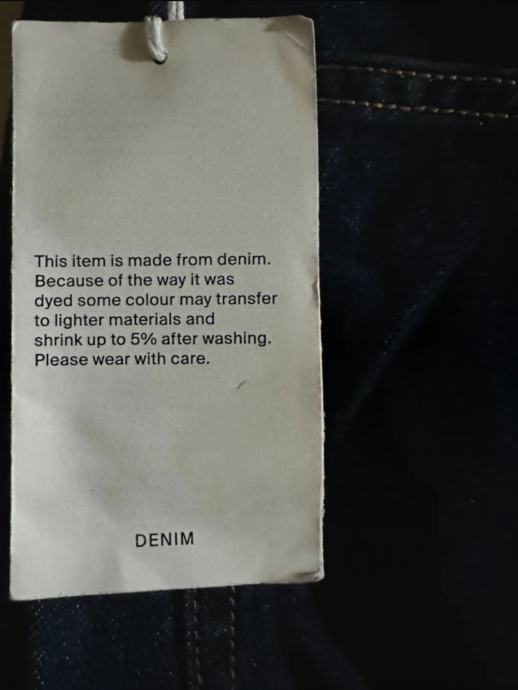 This item is made from denim.
Because of the way it was
dyed some colour may transfer
to lighter materials and
shrink up to 5% after washing.
Please wear with care.
DENIM